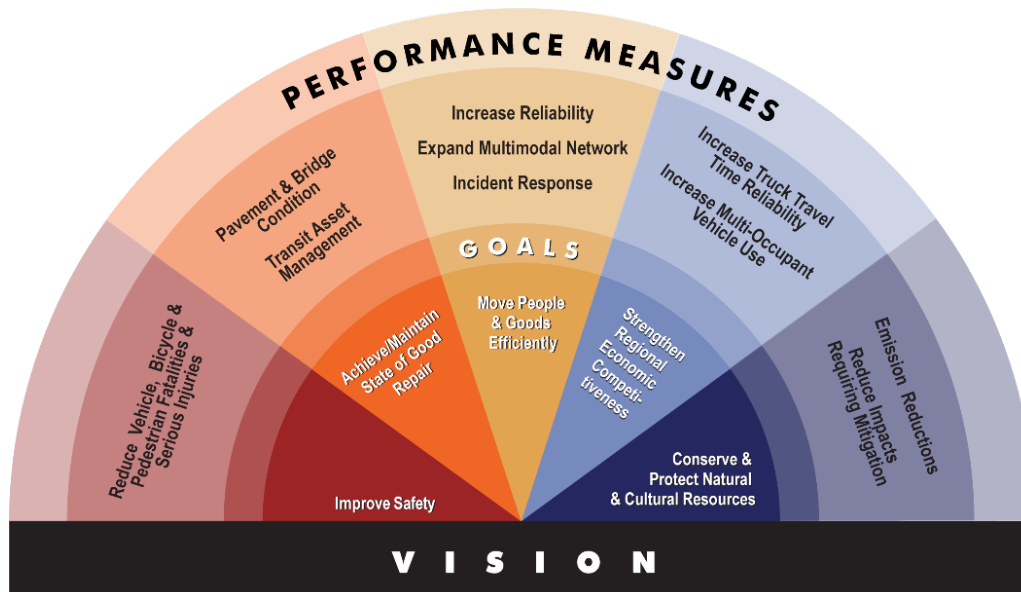 PERFORMANCE MEASURES
Reduce Vehicle, Bicycle &
Pedestrian Fatalities &
Serious Injuries
Pavement & Bridge
Condition
Transit Asset
Management
Increase Reliability
Expand Multimodal Network
Incident Response
Increase Truck Travel
Time Reliability
Increase Multi-Occupant
Vehicle Use
Emission Reductions
Reduce Impacts
Requiring Mitigation
GOALS
Improve Safety
Achieve/Maintain
State of Good
Repair
Move People
& Goods
Efficiently
Strengthen
Regional
Economic
Competi-
tiveness
Conserve &
Protect Natural
& Cultural Resources
VISION